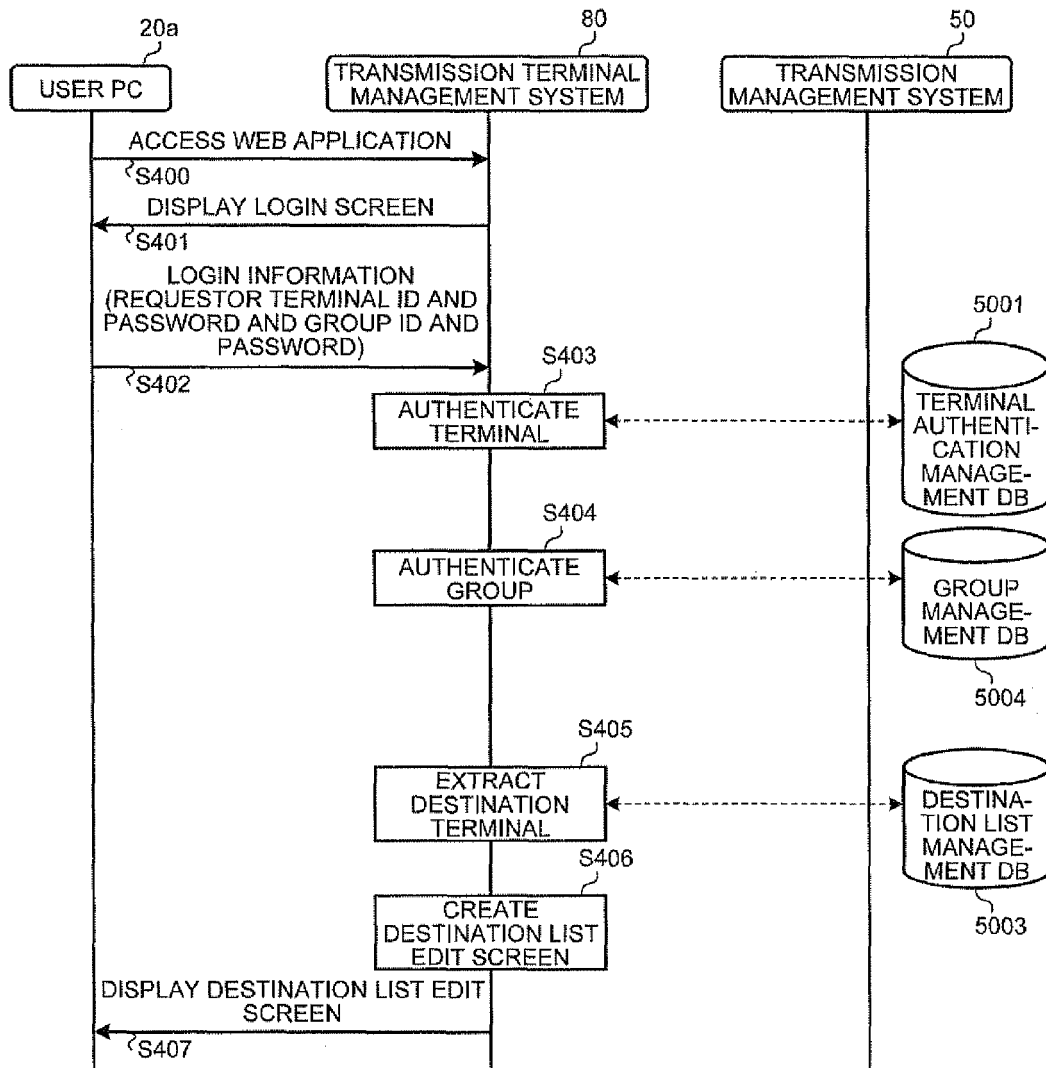 20a
80
50
USER PC
TRANSMISSION TERMINAL
MANAGEMENT SYSTEM
TRANSMISSION
MANAGEMENT SYSTEM
ACCESS WEB APPLICATION
S400
DISPLAY LOGIN SCREEN
S401
LOGIN INFORMATION
(REQUESTOR TERMINAL ID AND
PASSWORD AND GROUP ID AND
PASSWORD)
S402
S403
AUTHENTICATE
TERMINAL
5001
TERMINAL
AUTHENTI-
CATION
MANAGE-
MENT DB
S404
AUTHENTICATE
GROUP
GROUP
MANAGE-
MENT DB
5004
S405
EXTRACT
DESTINATION
TERMINAL
DESTINA-
TION LIST
MANAGE-
MENT DB
5003
S406
CREATE
DESTINATION LIST
EDIT SCREEN
DISPLAY DESTINATION LIST EDIT
SCREEN
S407